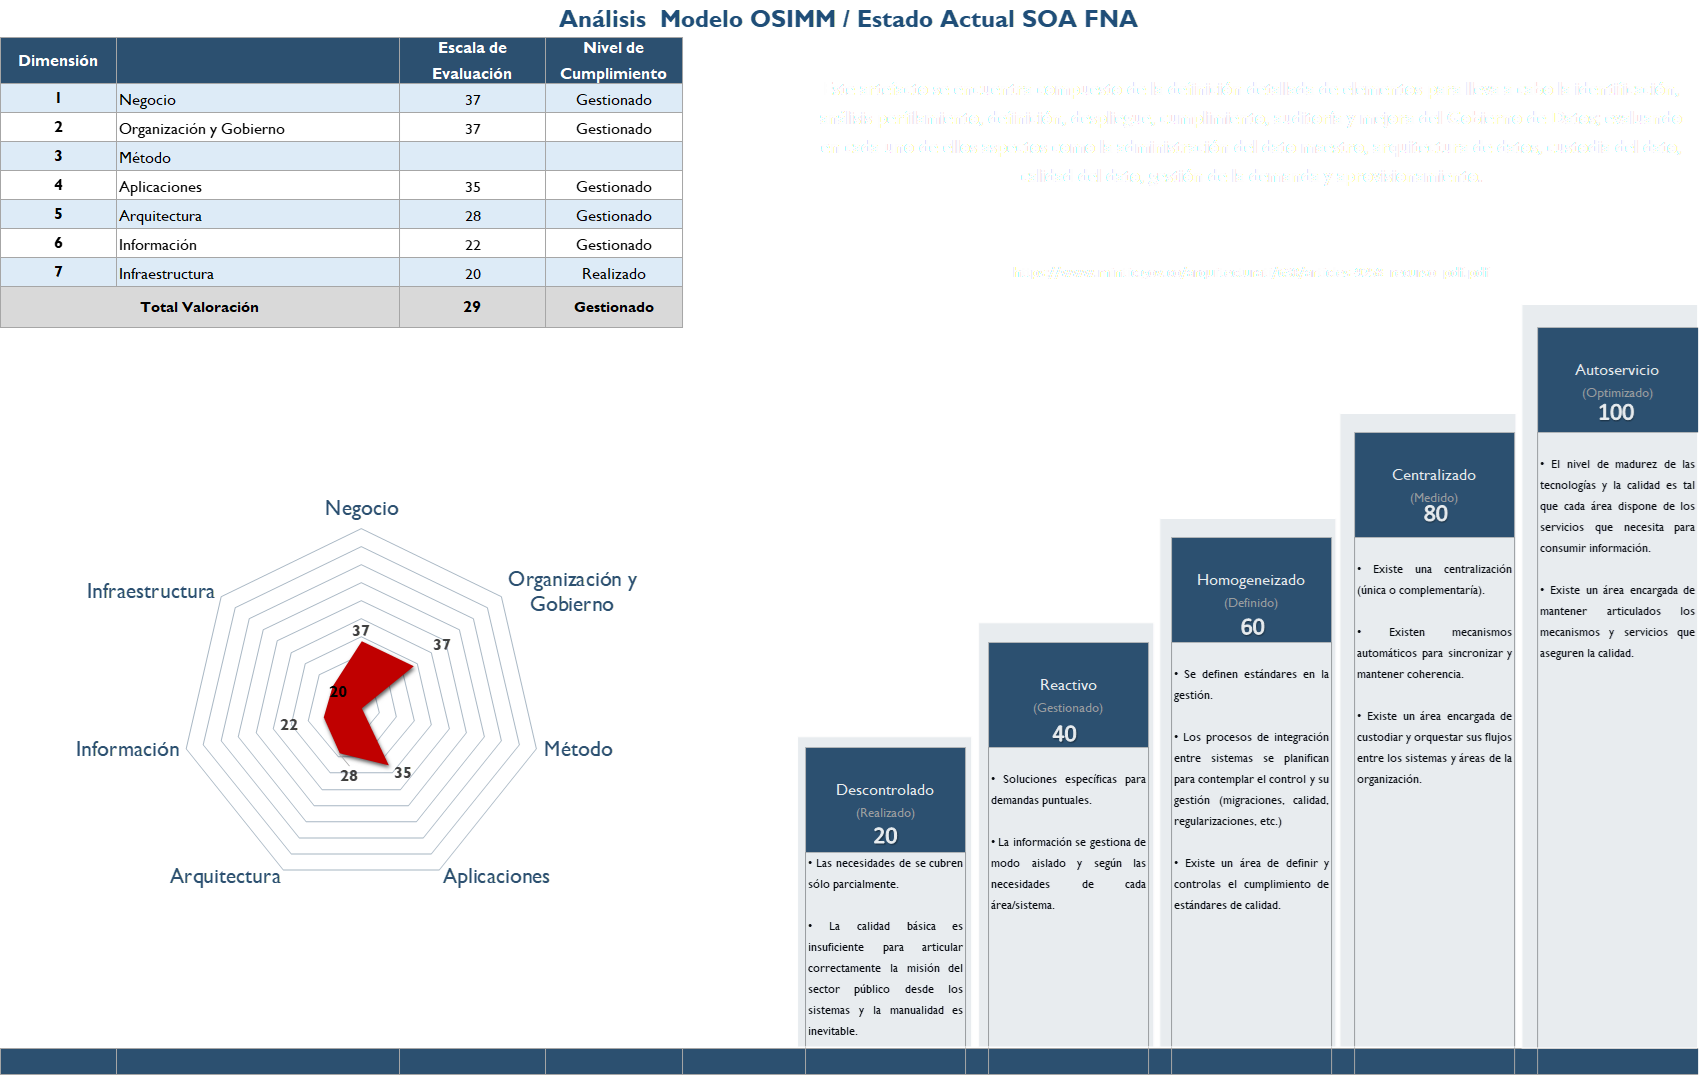 Análisis  Modelo OSIMM / Estado Actual SOA FNA
Dimensión
Escala de
Evaluación
Nivel de
Cumplimiento
1 Negocio 37 Gestionado
2 Organización y Gobierno 37 Gestionado
3 Método
4 Aplicaciones 35 Gestionado
5 Arquitectura 28 Gestionado
6 Información 22 Gestionado
7 Infraestructura 20 Realizado
Total Valoración 29 Gestionado
Negocio
Organización y
Gobierno
Método
Aplicaciones
Arquitectura
Información
Infraestructura
37
37
35
28
22
20
Descontrolado
(Realizado)
20
• Las necesidades de se cubren
sólo parcialmente.
• La calidad básica es
insuficiente para articular
correctamente la misión del
sector público desde los
sistemas y la manualidad es
inevitable.
Reactivo
(Gestionado)
40
• Soluciones específicas para
demandas puntuales.
• La información se gestiona de
modo aislado y según las
necesidades de cada
área/sistema.
Homogeneizado
(Definido)
60
• Se definen estándares en la
gestión.
• Los procesos de integración
entre sistemas se planifican
para contemplar el control y su
gestión (migraciones, calidad,
regularizaciones, etc.)
• Existe un área de definir y
controlas el cumplimiento de
estándares de calidad.
Centralizado
(Medido)
80
• Existe una centralización
(única o complementaría).
• Existen mecanismos
automáticos para sincronizar y
mantener coherencia.
• Existe un área encargada de
custodiar y orquestar sus flujos
entre los sistemas y áreas de la
organización.
Autoservicio
(Optimizado)
100
• El nivel de madurez de las
tecnologías y la calidad es tal
que cada área dispone de los
servicios que necesita para
consumir información.
• Existe un área encargada de
mantener articulados los
mecanismos y servicios que
aseguren la calidad.